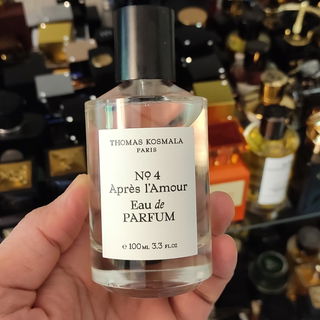 THOMAS KOSMALA
PARIS
Nº 4
Après l'Amour
Eau de
PARFUM
e 100 ML 3.3 FL.OZ